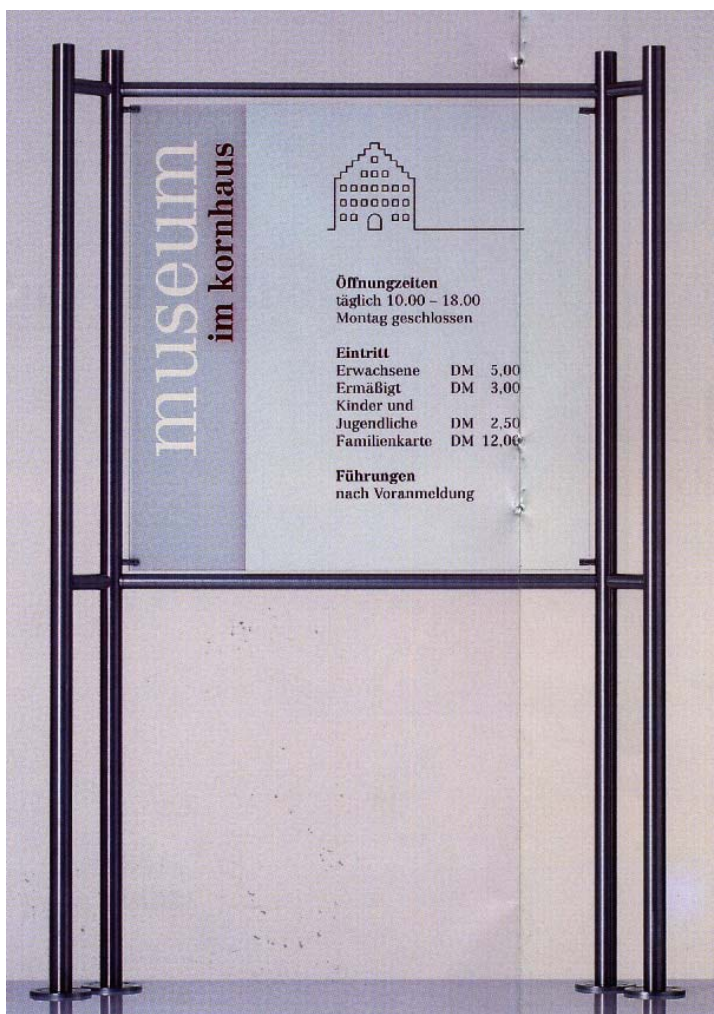 museum
im kornhaus
Öffnungzeiten
täglich 10.00 – 18.00
Montag geschlossen
Eintritt
Erwachsene DM 5,00
Ermäßigt DM 3,00
Kinder und
Jugendliche DM 2,50
Familienkarte DM 12,00
Führungen
nach Voranmeldung